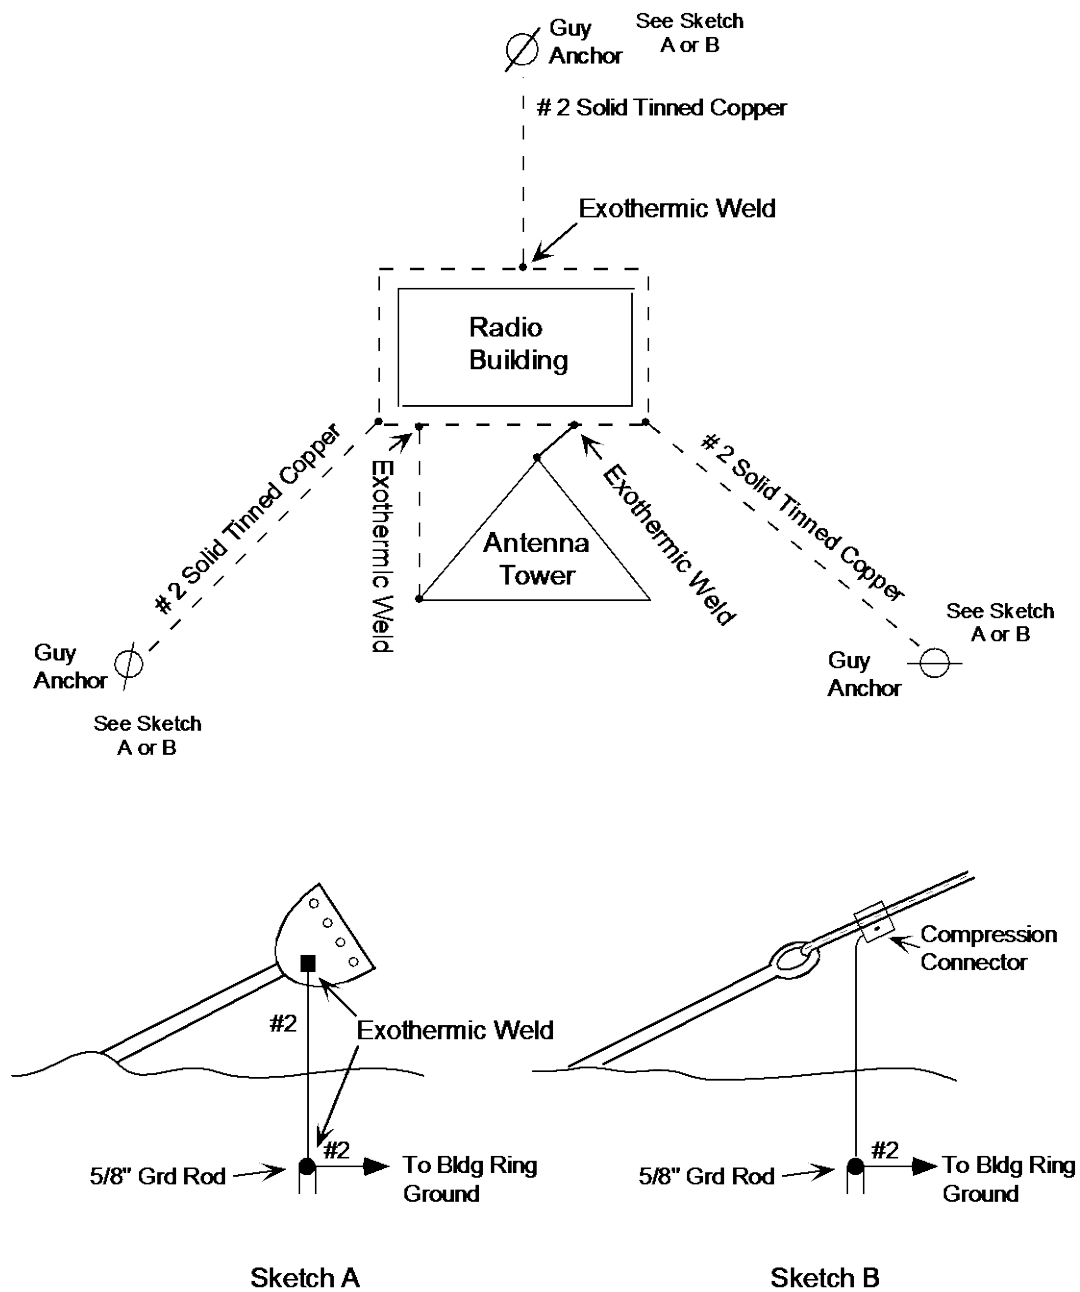 Guy
Anchor
See Sketch
A or B
# 2 Solid Tinned Copper
Exothermic Weld
Radio
Building
# 2 Solid Tinned Copper
Exothermic Weld
Antenna
Tower
Exothermic Weld
# 2 Solid Tinned Copper
Guy
Anchor
See Sketch
A or B
Guy
Anchor
See Sketch
A or B
#2
Exothermic Weld
#2
5/8" Grd Rod
To Bldg Ring
Ground
Sketch A
Compression
Connector
#2
5/8" Grd Rod
To Bldg Ring
Ground
Sketch B